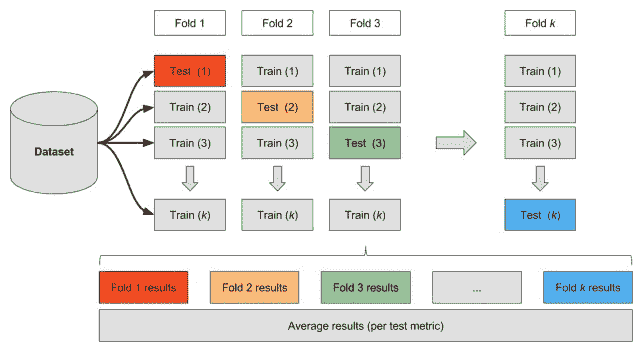 Fold 1 Fold 2 Fold 3 Fold k
Test (1) Train (1) Train (1) Train (1)
Train (2) Test (2) Train (2) Train (2)
Dataset
Train (3) Train (3) Test (3) Train (3)
Train (k) Train (k) Train (k) Test (k)
Fold 1 results Fold 2 results Fold 3 results ... Fold k results
Average results (per test metric)